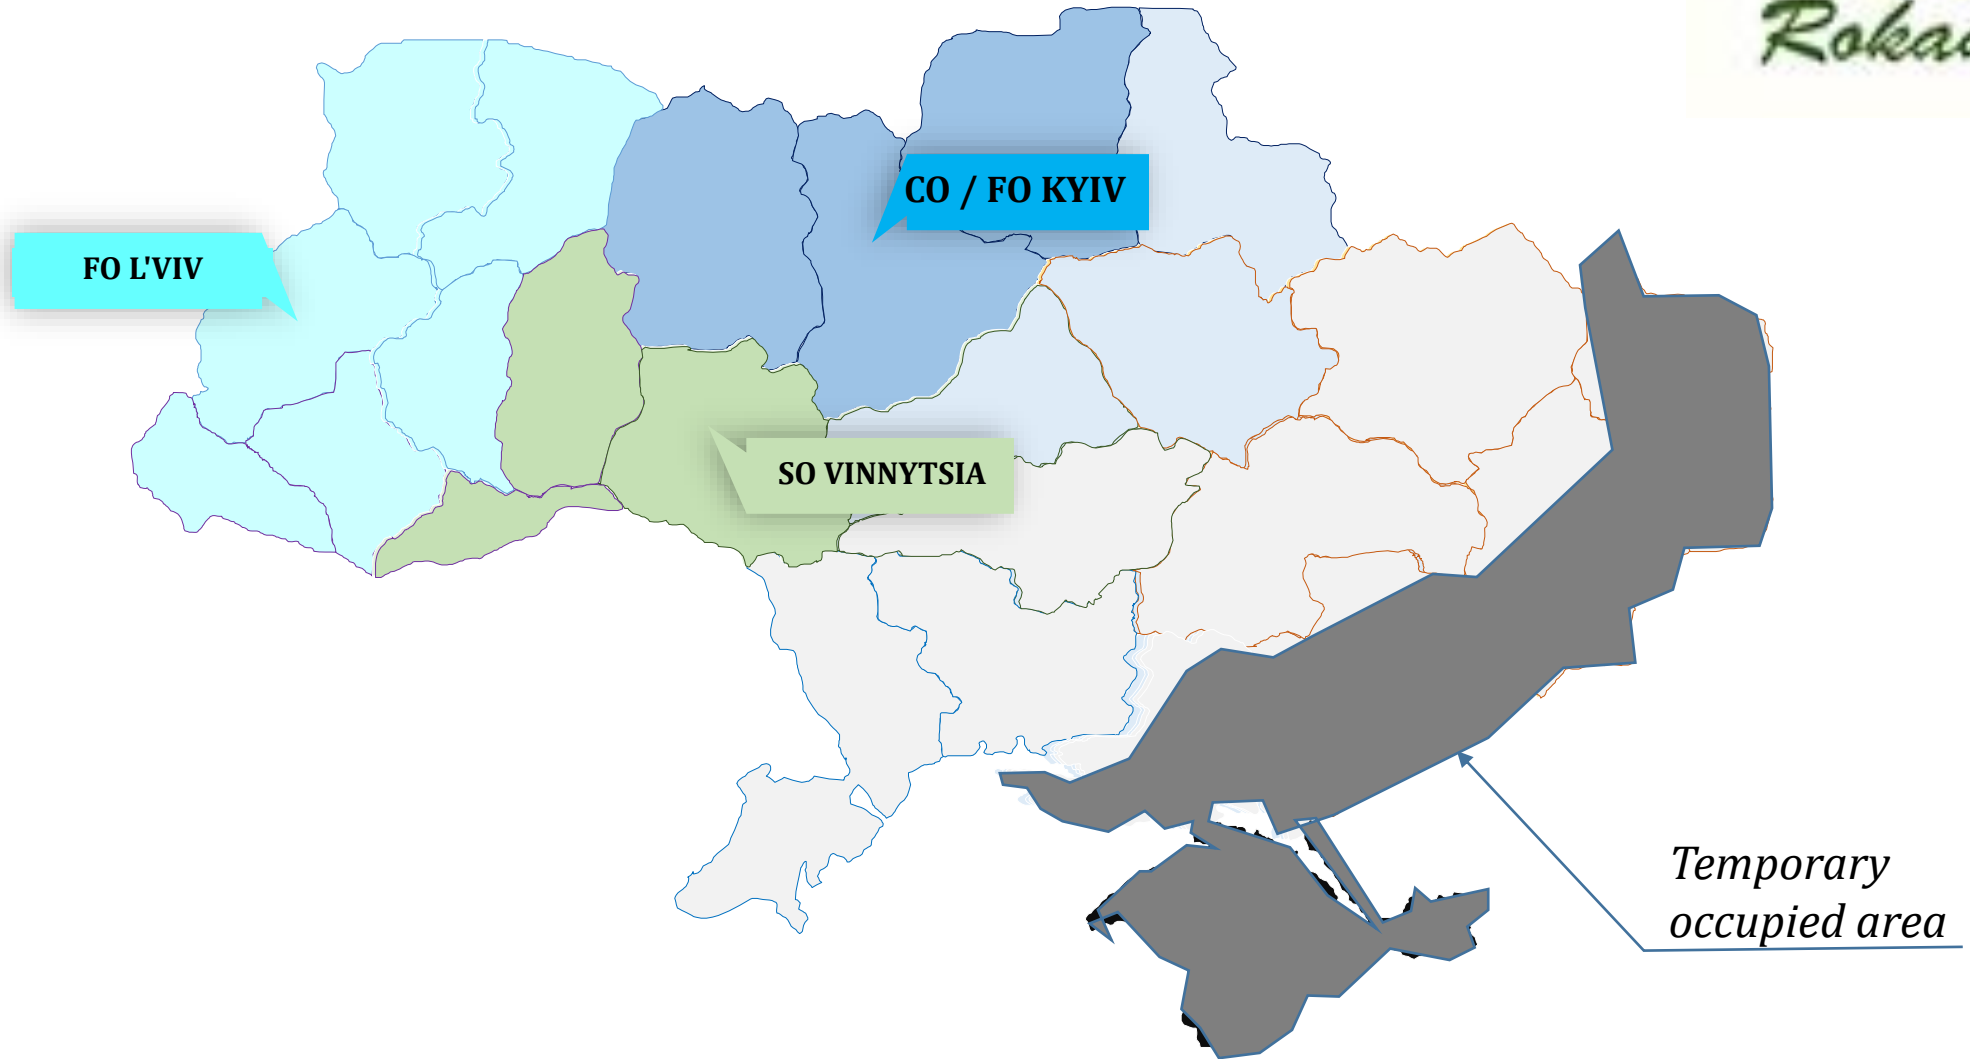 CO / FO KYIV
FO L'VIV
SO VINNYTSIA
Temporary
occupied area